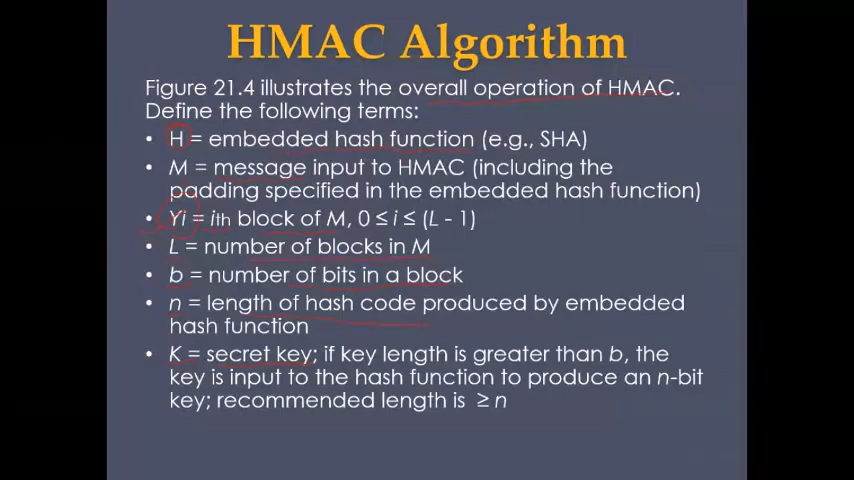 HMAC Algorithm
Figure 21.4 illustrates the overall operation of HMAC.
Define the following terms:
• H = embedded hash function (e.g., SHA)
• M = message input to HMAC (including the
padding specified in the embedded hash function)
• Yi = ith block of M, 0 ≤ i ≤ (L - 1)
• L = number of blocks in M
• b = number of bits in a block
• n = length of hash code produced by embedded
hash function
• K = secret key; if key length is greater than b, the
key is input to the hash function to produce an n-bit
key; recommended length is ≥ n